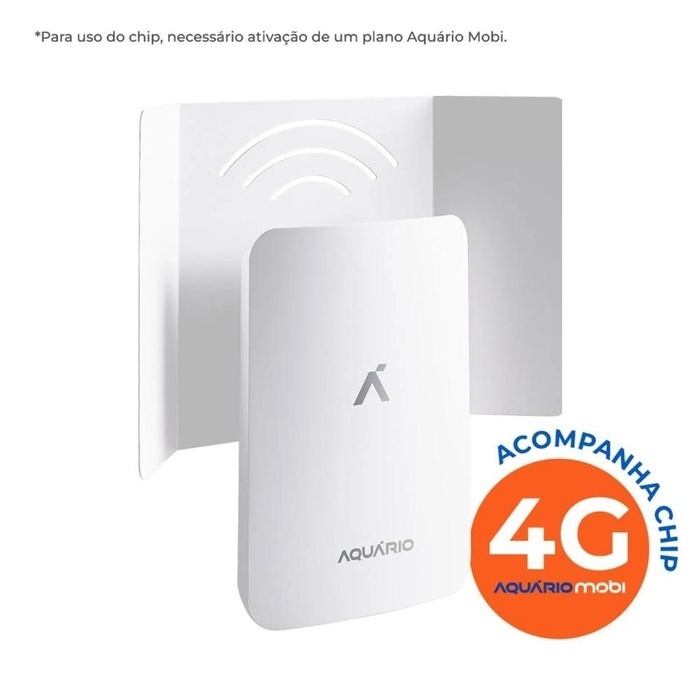 *Para uso do chip, necessário ativação de um plano Aquário Mobi.
AQUÁRIO
ACOMPANHA CHIP
4G
AQUÁRIO mobi